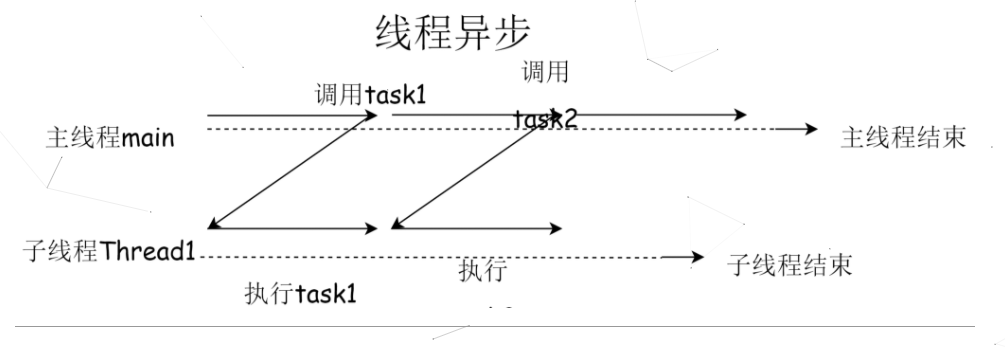 线程异步
调用
调用task1
task2
主线程main
主线程结束
子线程Thread1
子线程结束
执行
执行task1